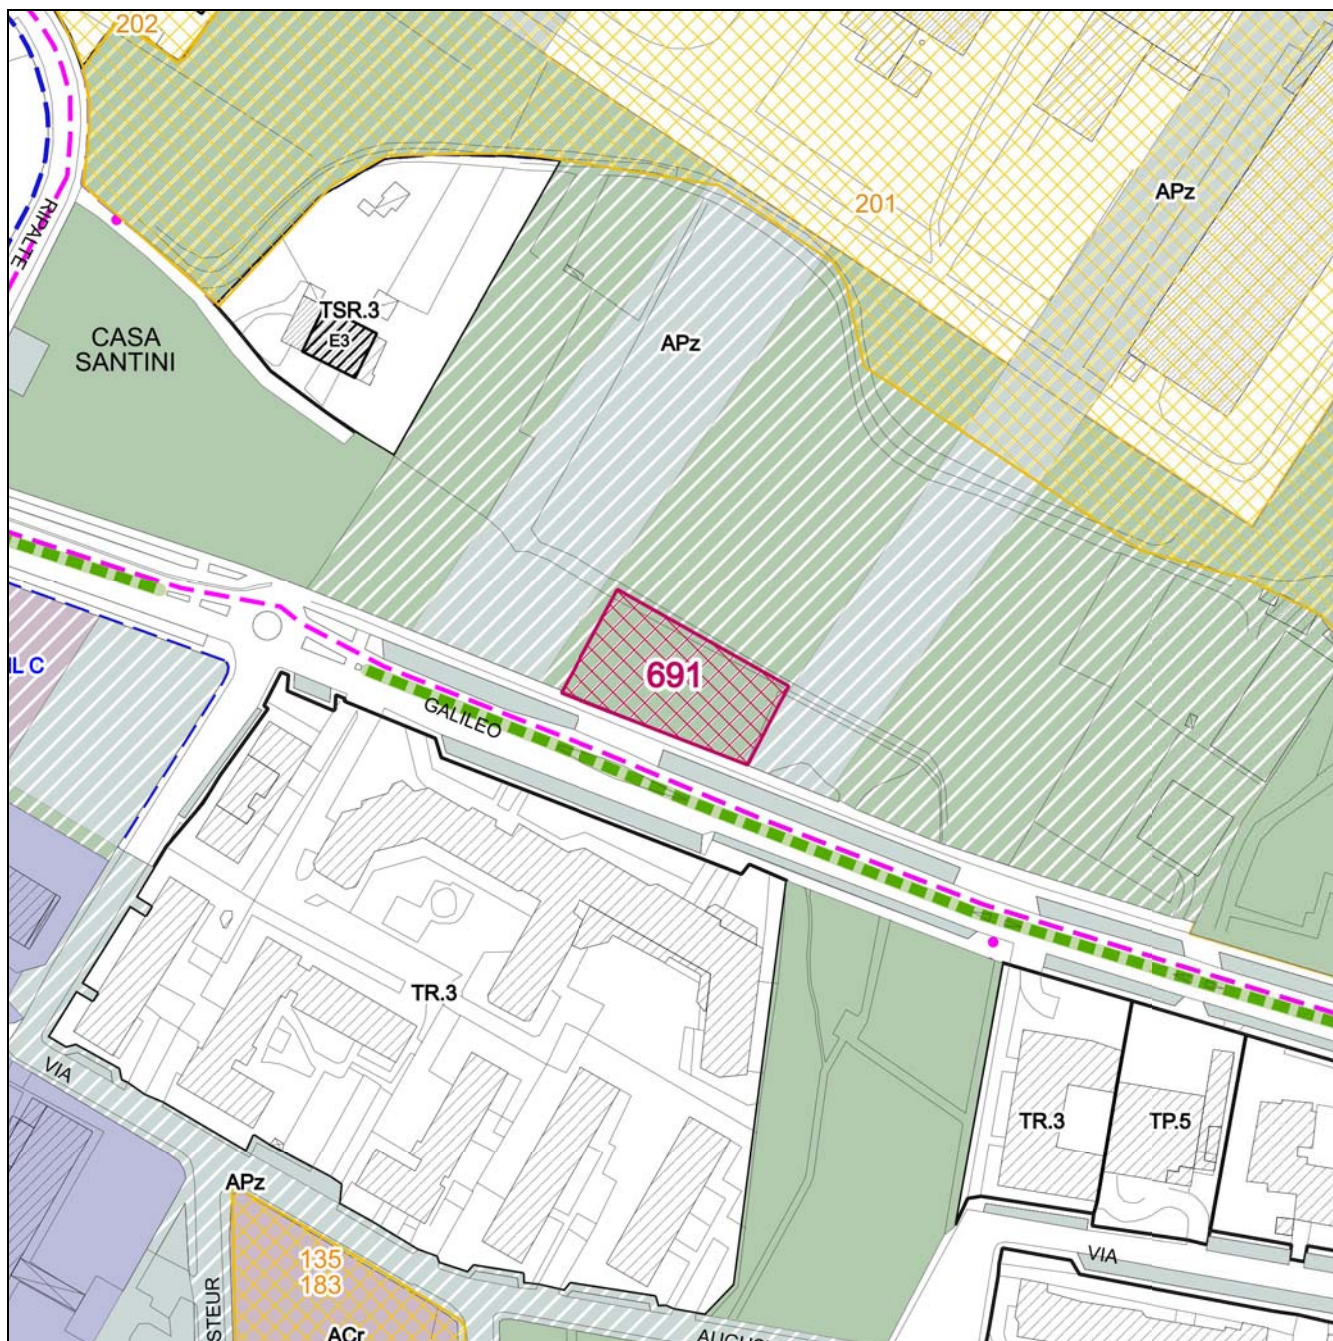 202
201
APz
RIPALTE
TSR.3
E3
CASA
SANTINI
APz
691
IL C
GALILEO
TR.3
TR.3
TP.5
VIA
APz
VIA
135
183
STEUR
ACr